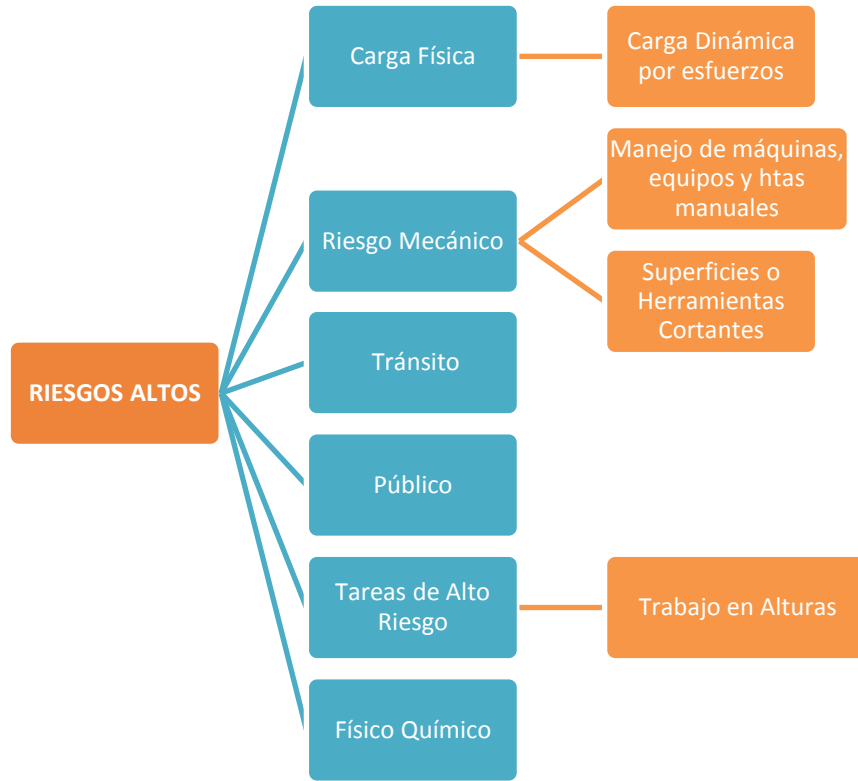 RIESGOS ALTOS
Carga Física
Carga Dinámica
por esfuerzos
Riesgo Mecánico
Manejo de máquinas,
equipos y htas
manuales
Superficies o
Herramientas
Cortantes
Tránsito
Público
Tareas de Alto
Riesgo
Trabajo en Alturas
Físico Químico